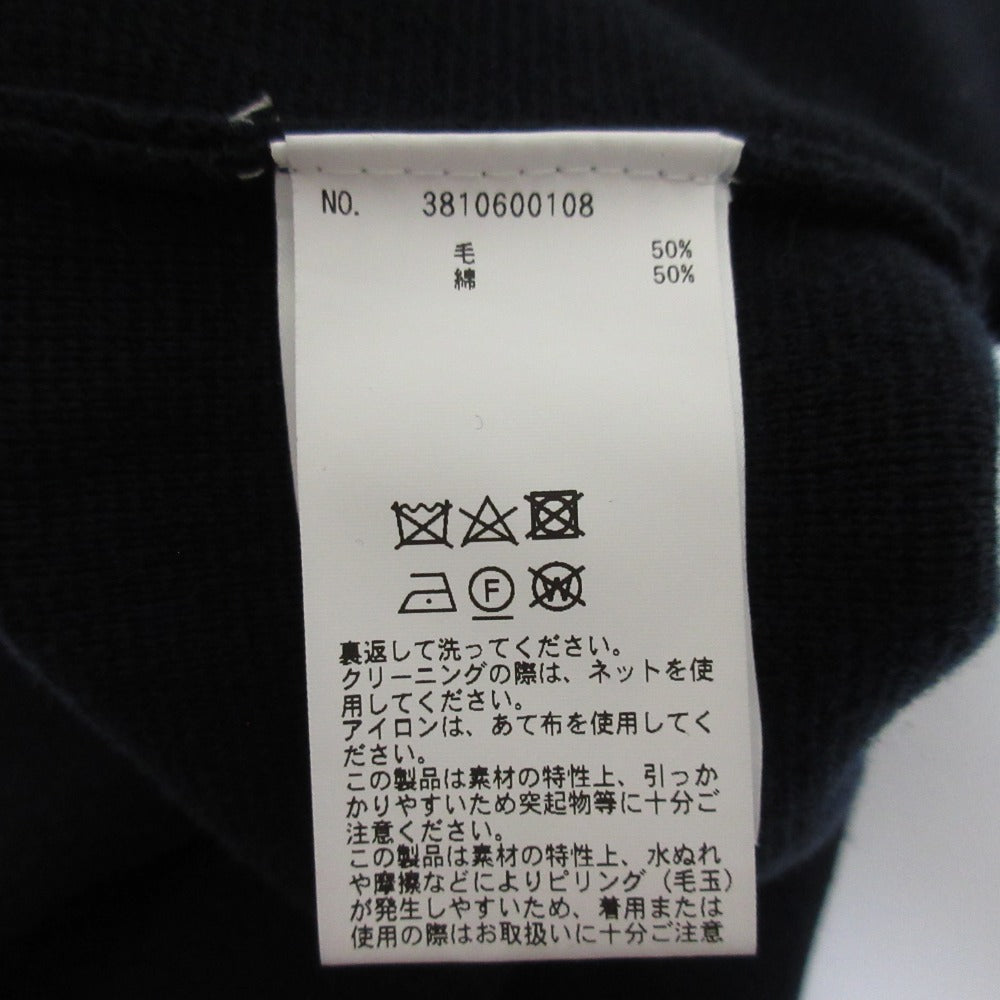 NO. 3810600108
毛 50%
綿 50%
F
W
裏返して洗ってください。
クリーニングの際は、ネットを使
用してください。
アイロンは、あて布を使用してく
ださい。
この製品は素材の特性上、引っか
かりやすいため突起物等に十分ご
注意ください。
この製品は素材の特性上、水ぬれ
や摩擦などによりピリング（毛玉）
が発生しやすいため、着用または
使用の際はお取扱いに十分ご注意